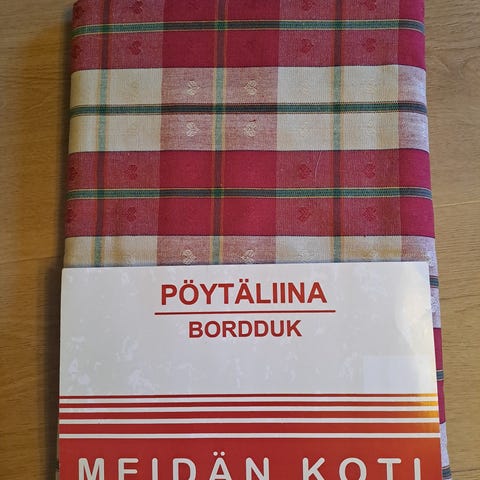 PÖYTÄLIINA
BORDDUK
MEIDÄN KOTI